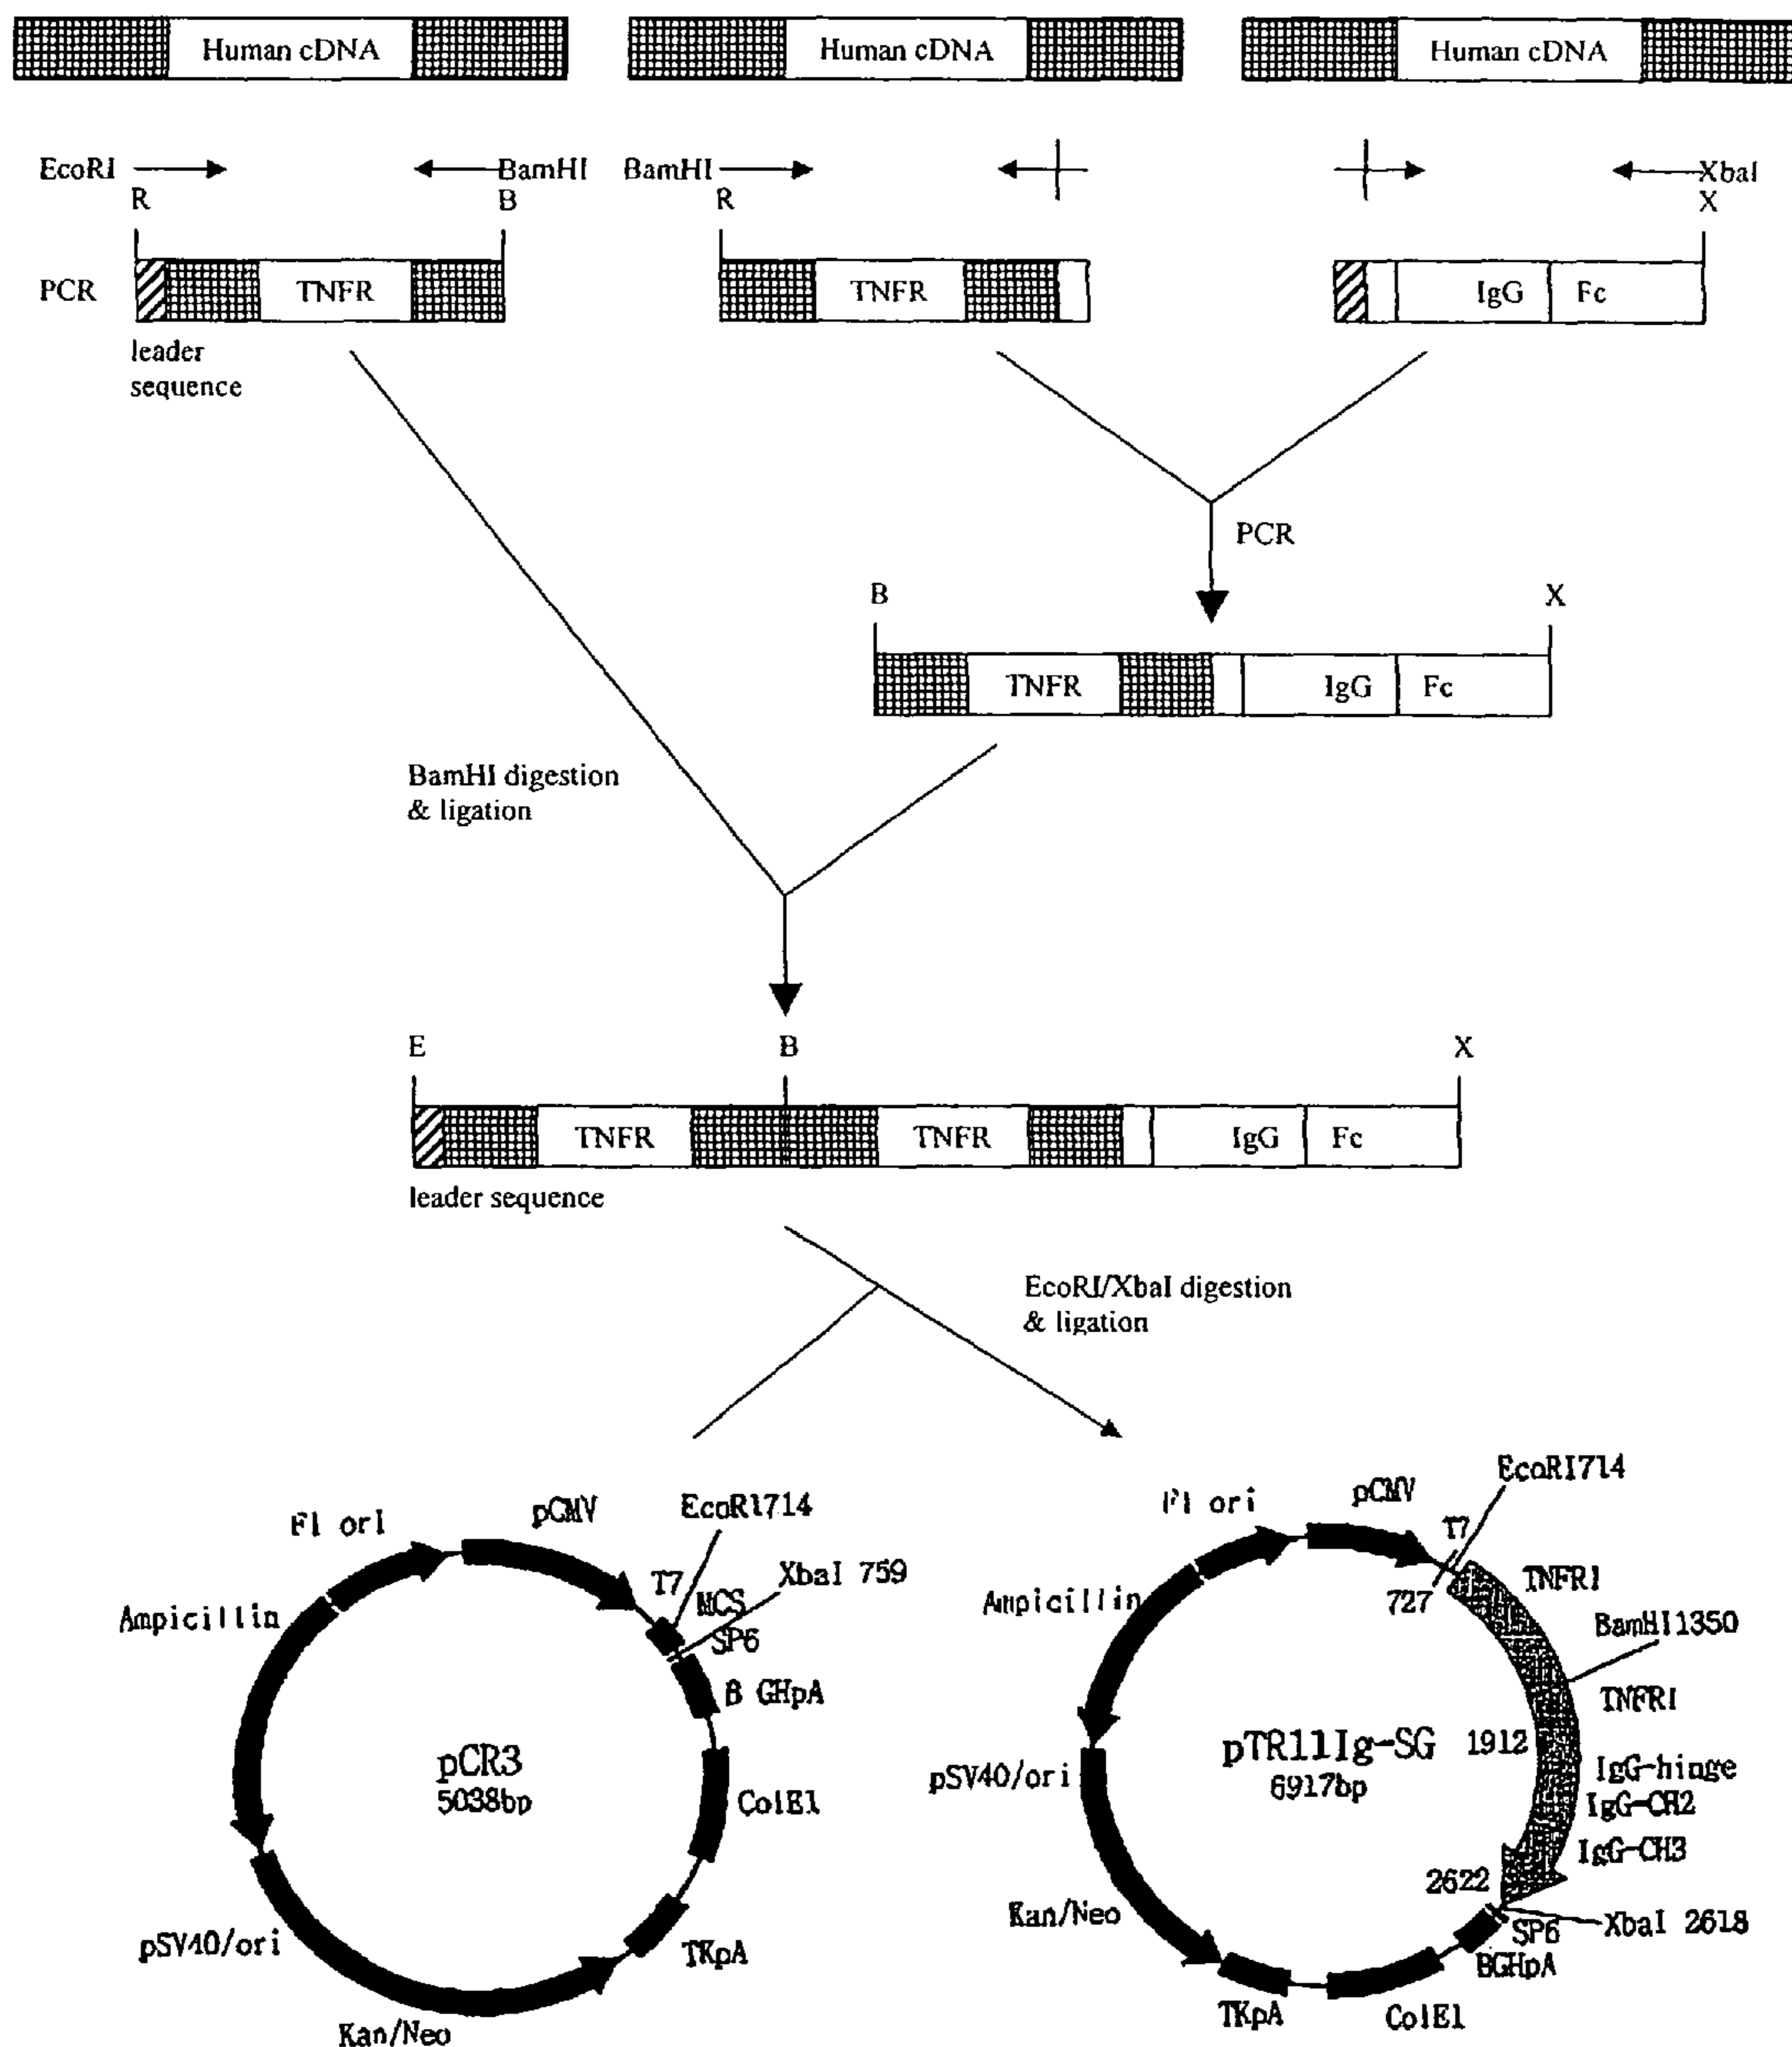 Human cDNA
Human cDNA
Human cDNA
EcoRI
BamHI
BamHI
XbaI
R
B
R
X
PCR
TNFR
TNFR
IgG
Fc
leader
sequence
PCR
B
X
TNFR
IgG
Fc
BamHI digestion
& ligation
E
B
X
TNFR
TNFR
IgG
Fc
leader sequence
EcoRI/XbaI digestion
& ligation
F1 ori
pCMV
EcoR1714
T7
MCS
XbaI 759
SP6
Ampicillin
β GHpA
pCR3
5038bp
ColE1
pSV40/ori
TKpA
Kan/Neo
F1 ori
pCMV
EcoRI714
T7
TNFR1
727
Ampicillin
BamHI1350
TNFR1
pTR11Ig-SG
6917bp
1912
pSV40/ori
IgG-hinge
IgG-CH2
IgG-CH3
2622
Kan/Neo
XbaI 2618
SP6
BGHpA
TKpA
ColE1